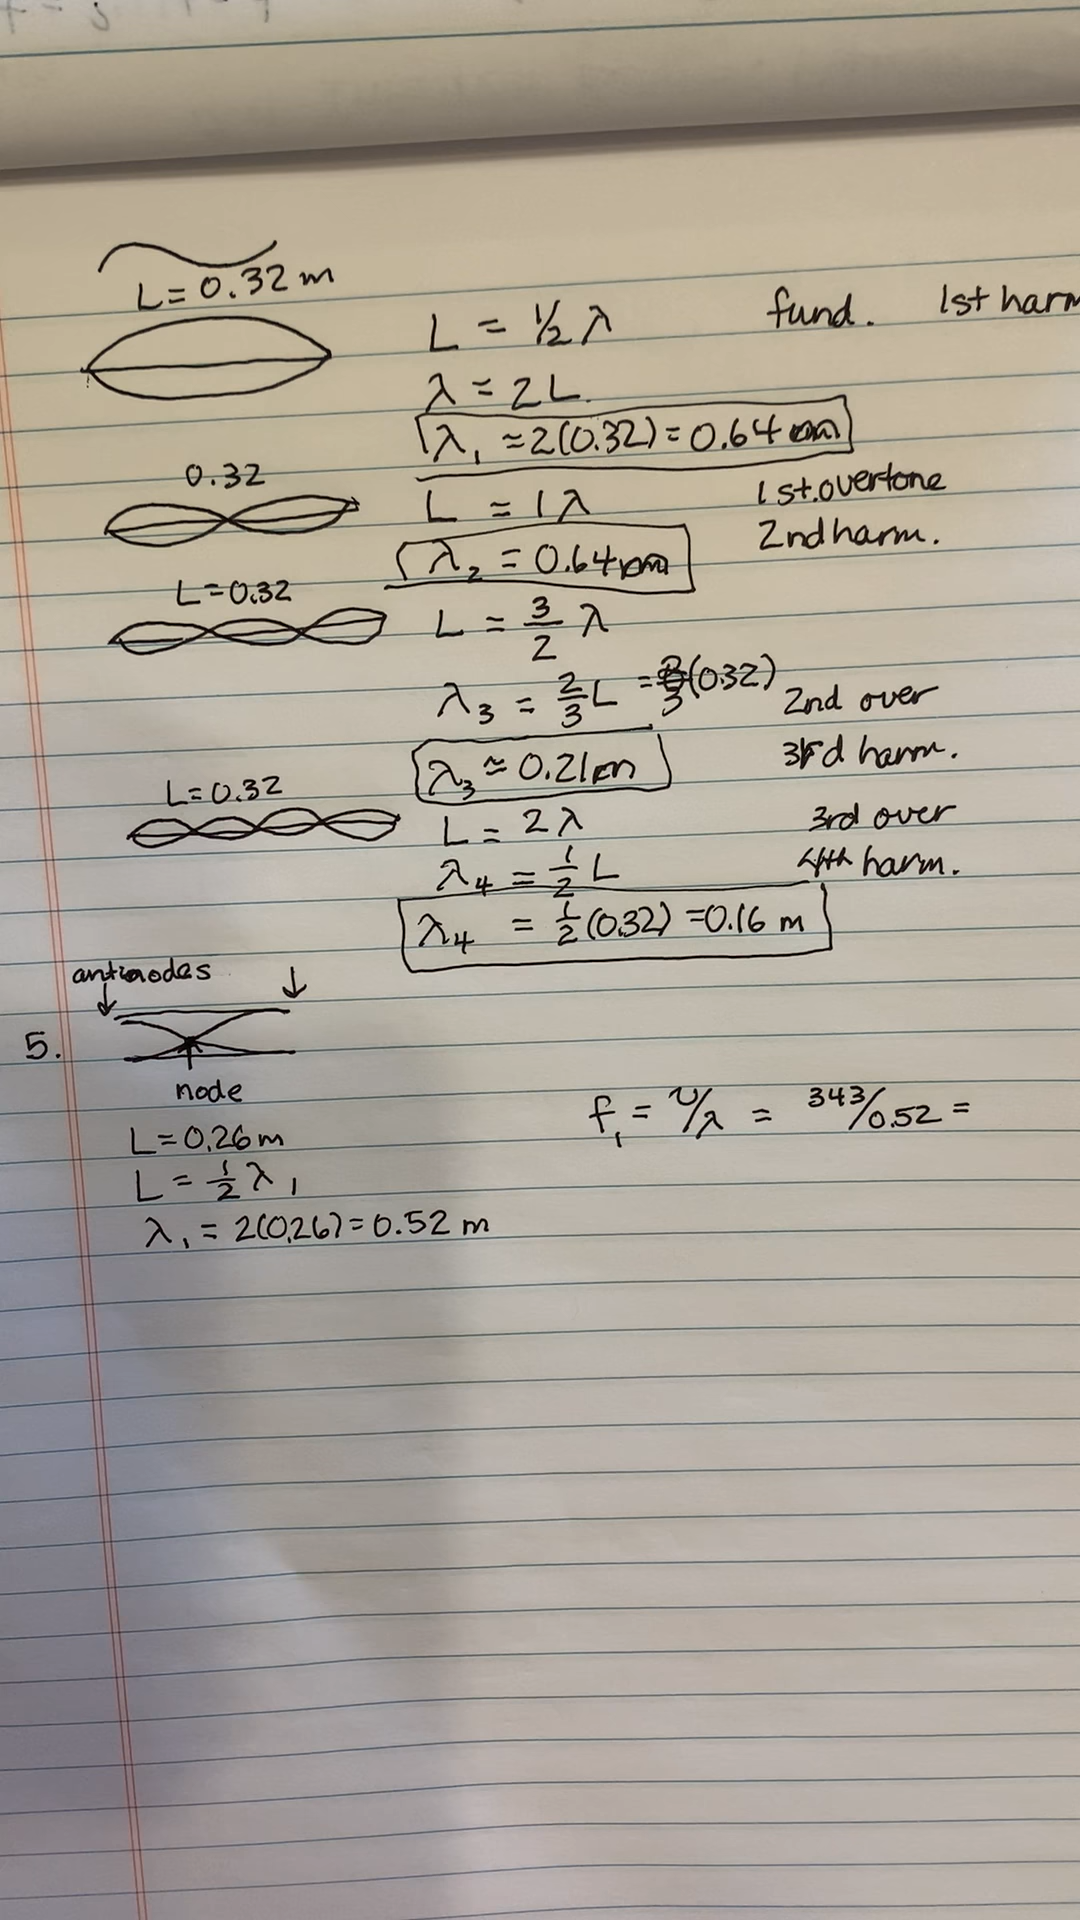 L = 0.32 m
L = ½ λ fund. 1st harm
λ = 2L
λ₁ = 2(0.32) = 0.64 m
0.32
L = 1λ 1st overtone
λ₂ = 0.64 m 2nd harm.
L = 0.32
L = 3/2 λ
λ₃ = 2/3 L = 2/3 (0.32) 2nd over
λ₃ ≈ 0.21 m 3rd harm.
L = 0.32
L = 2λ 3rd over
λ₄ = ½ L 4th harm.
λ₄ = ½ (0.32) = 0.16 m
antinodes
5.
node
L = 0.26 m
f₁ = v/λ = 343/0.52 =
L = ½ λ₁
λ₁ = 2(0.26) = 0.52 m